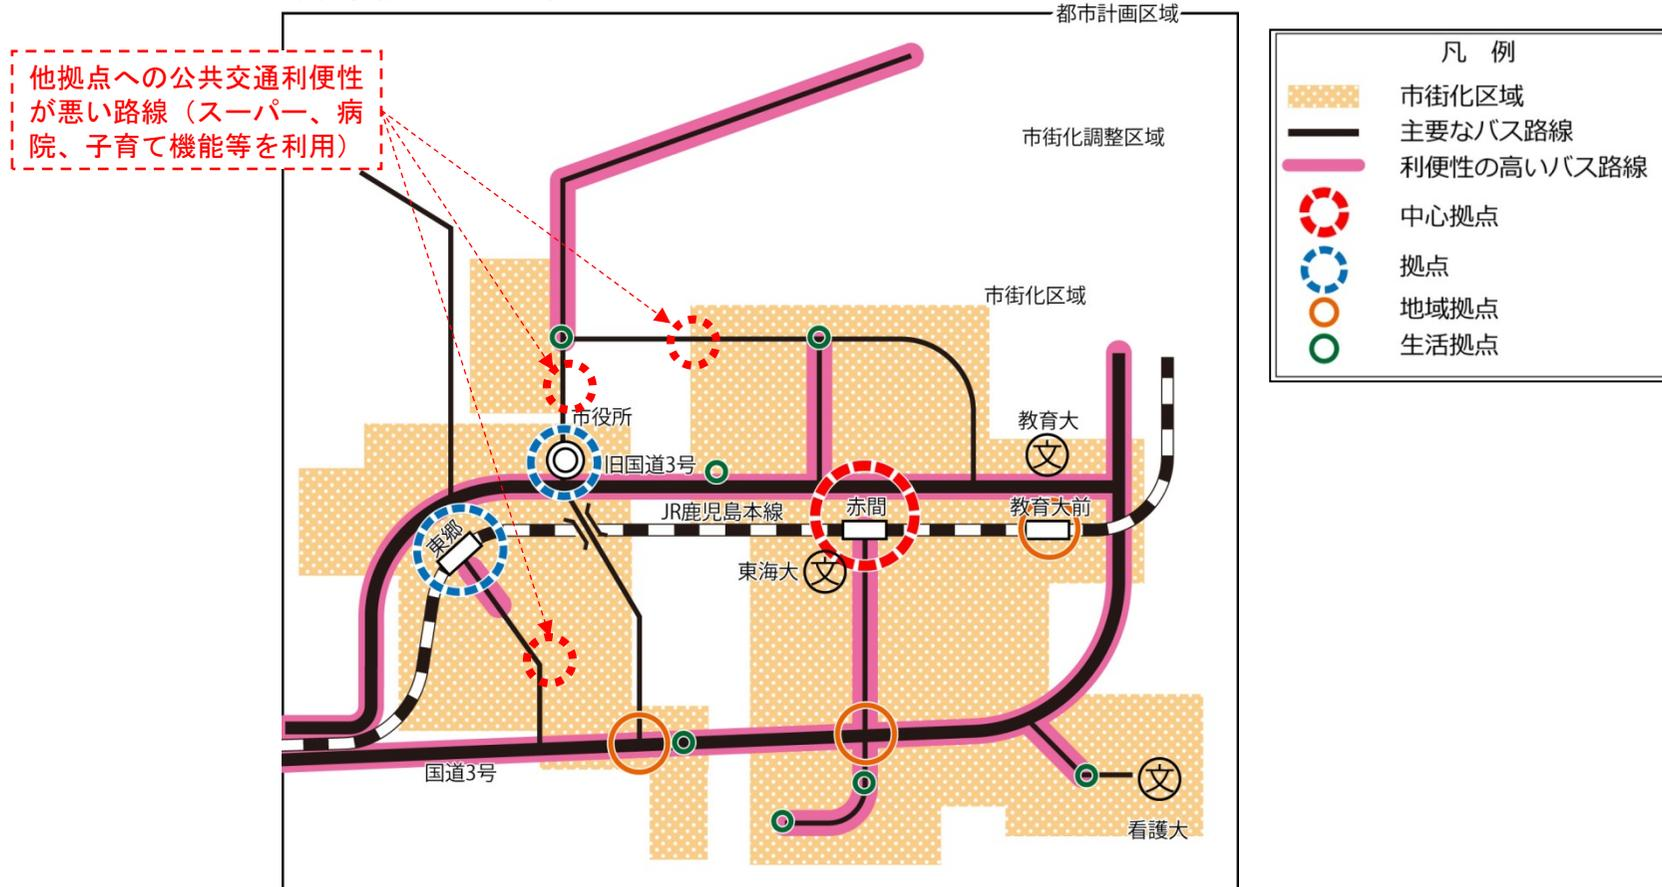 都市計画区域
他拠点への公共交通利便性
が悪い路線（スーパー、病
院、子育て機能等を利用）
凡 例
市街化区域
主要なバス路線
利便性の高いバス路線
中心拠点
拠点
地域拠点
生活拠点
市街化調整区域
市街化区域
市役所
教育大
文
旧国道3号
JR鹿児島本線
赤間
教育大前
東郷
東海大
文
国道3号
文
看護大